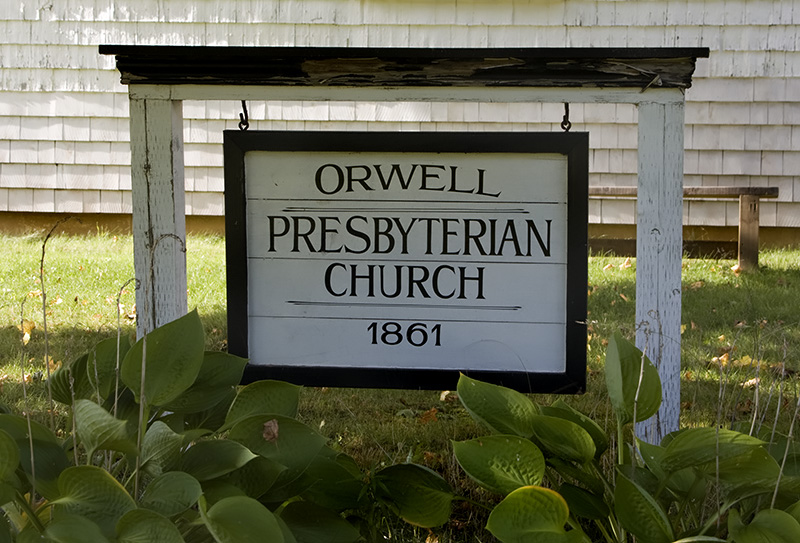 ORWELL
PRESBYTERIAN
CHURCH
1861